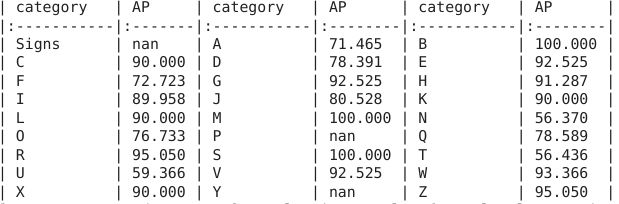 | category   | AP      | category   | AP      | category   | AP      |
|:-----------|:--------|:-----------|:--------|:-----------|:--------|
| Signs      | nan     | A          | 71.465  | B          | 100.000 |
| C          | 90.000  | D          | 78.391  | E          | 92.525  |
| F          | 72.723  | G          | 92.525  | H          | 91.287  |
| I          | 89.958  | J          | 80.528  | K          | 90.000  |
| L          | 90.000  | M          | 100.000 | N          | 56.370  |
| O          | 76.733  | P          | nan     | Q          | 78.589  |
| R          | 95.050  | S          | 100.000 | T          | 56.436  |
| U          | 59.366  | V          | 92.525  | W          | 93.366  |
| X          | 90.000  | Y          | nan     | Z          | 95.050  |